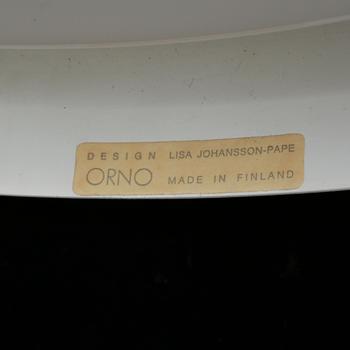 DESIGN LISA JOHANSSON-PAPE
ORNO MADE IN FINLAND